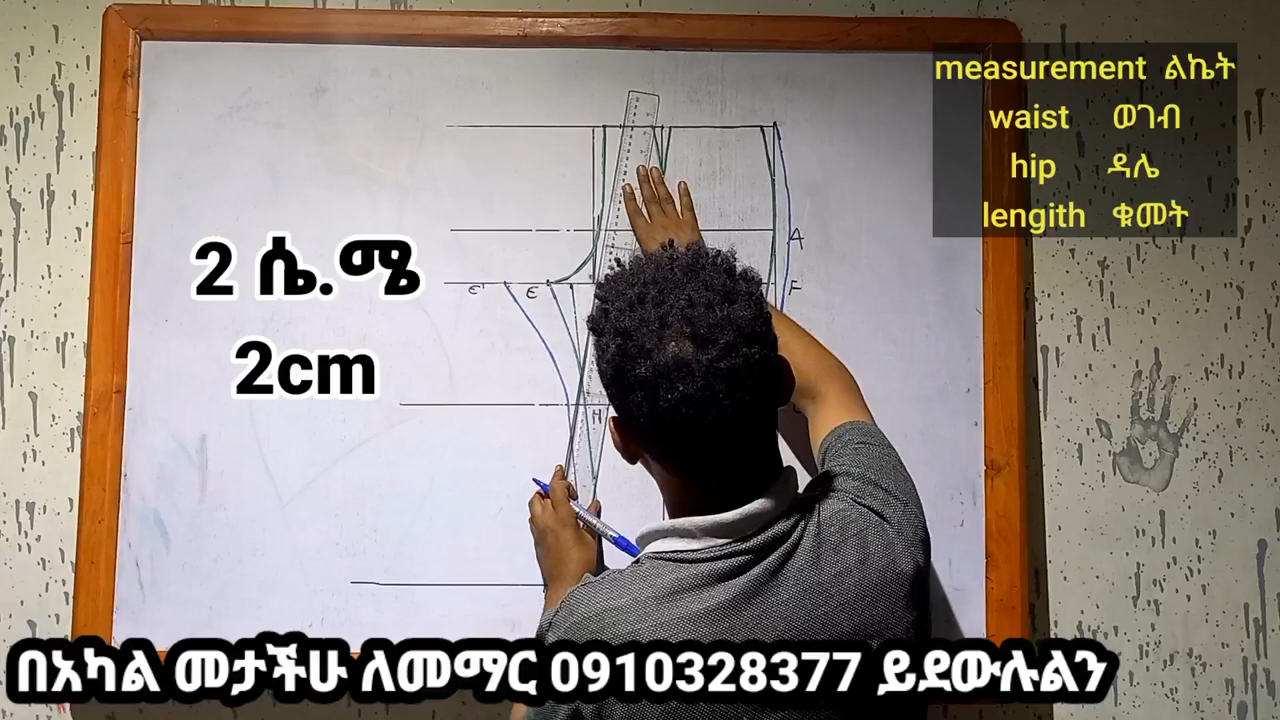 measurement ልኬት
waist ወገብ
hip ዳሌ
lengith ቁመት
2 ሴ.ሜ
2cm
A
E' E F
H
በአካል መታችሁ ለመማር 0910328377 ይደውሉልን